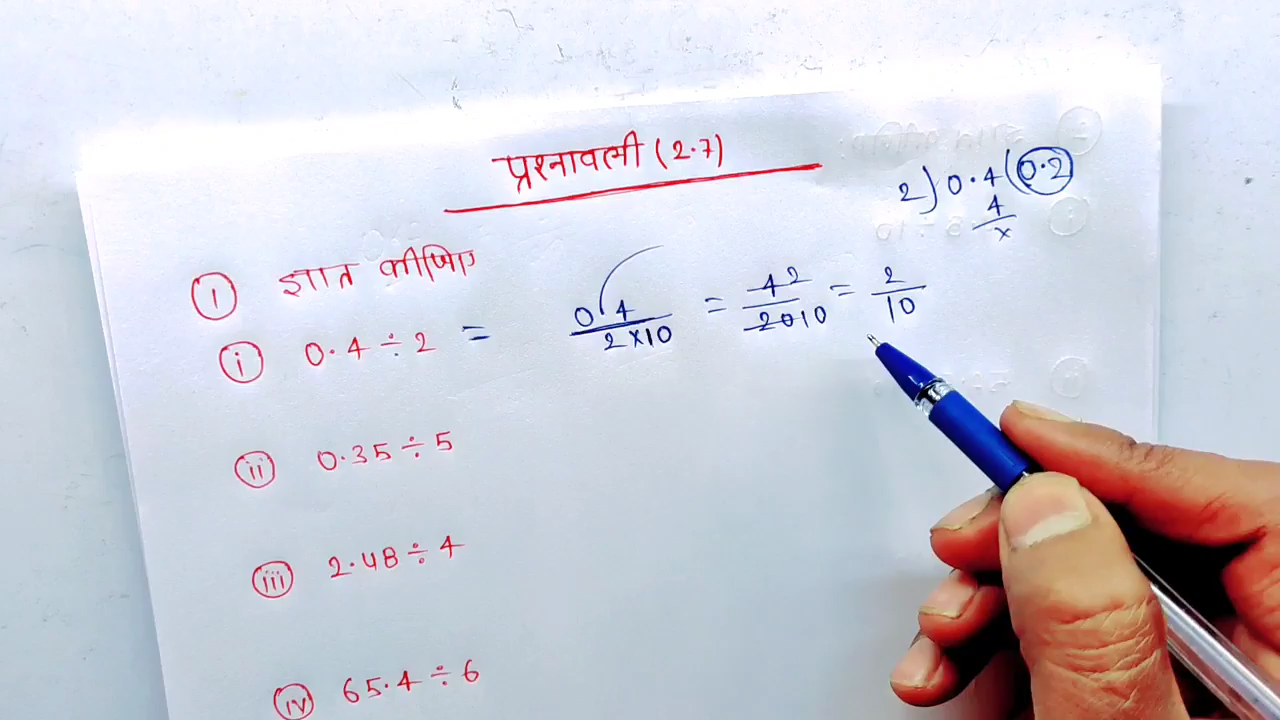 प्रश्नावली (2.7)
2) 0.4 (0.2
4
x
1 ज्ञात कीजिए
i 0.4 ÷ 2 = 0 4 / 2 × 10 = 4 2 / 20 10 = 2 / 10
ii 0.35 ÷ 5
iii 2.48 ÷ 4
iv 65.4 ÷ 6